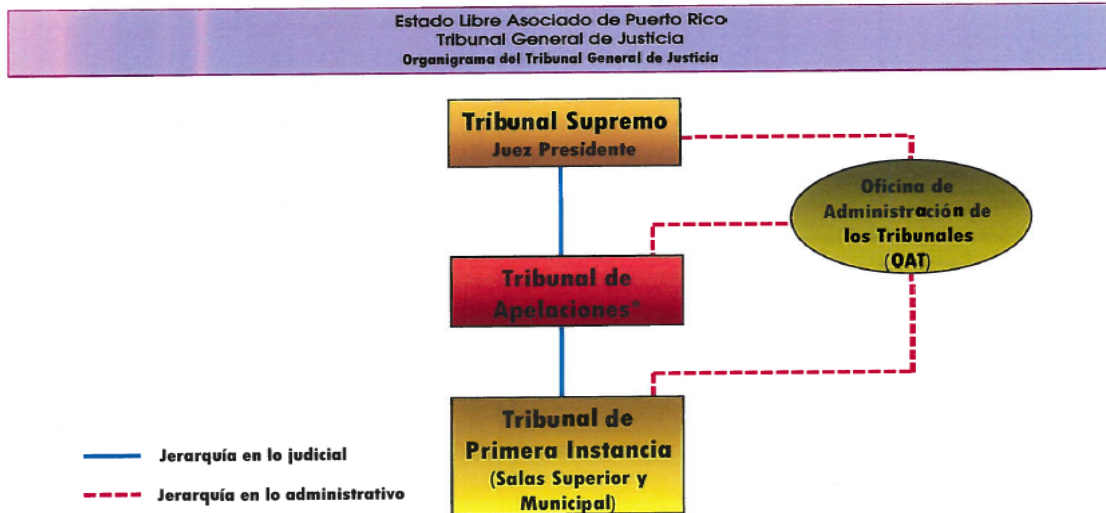 Estado Libre Asociado de Puerto Rico
Tribunal General de Justicia
Organigrama del Tribunal General de Justicia
Tribunal Supremo
Juez Presidente
Oficina de
Administración de
los Tribunales
(OAT)
Tribunal de
Apelaciones*
Tribunal de
Primera Instancia
(Salas Superior y
Municipal)
Jerarquía en lo judicial
Jerarquía en lo administrativo